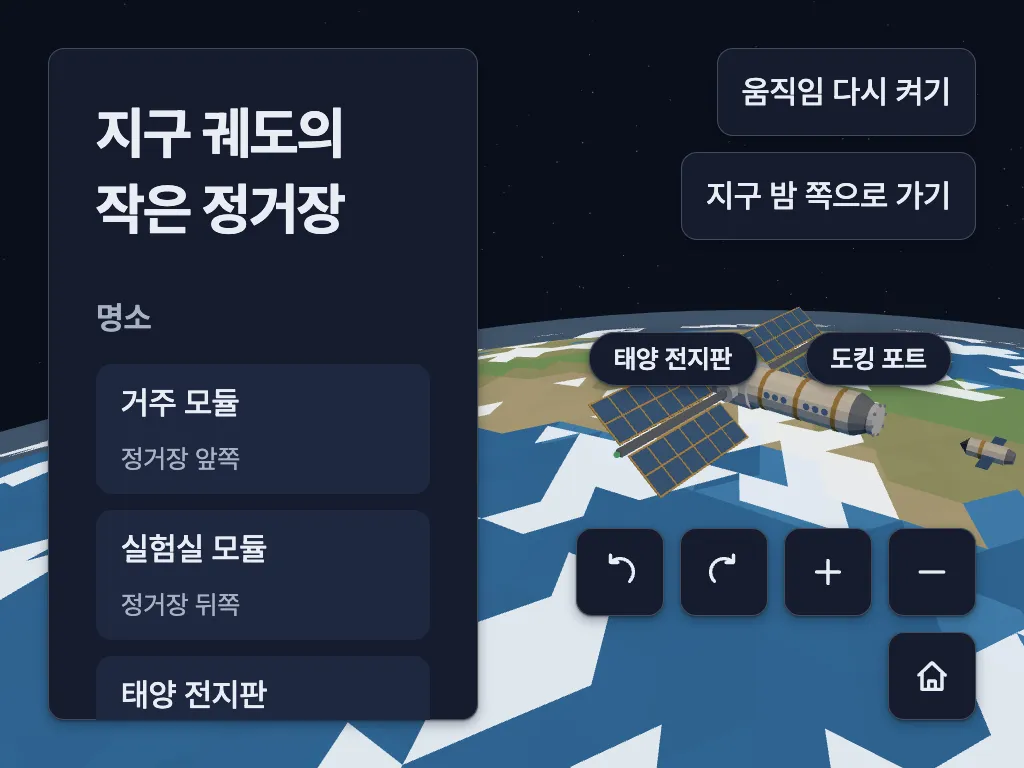 지구 궤도의
작은 정거장
명소
거주 모듈
정거장 앞쪽
실험실 모듈
정거장 뒤쪽
태양 전지판
움직임 다시 켜기
지구 밤 쪽으로 가기
태양 전지판
도킹 포트